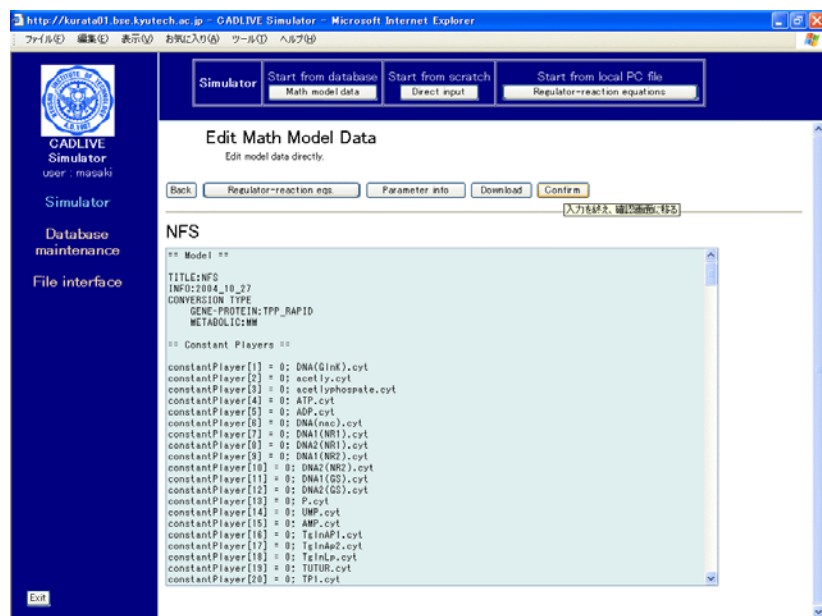 http://kurata01.bse.kyutech.ac.jp - CADLIVE Simulator - Microsoft Internet Explorer
ファイル(F) 編集(E) 表示(V) お気に入り(A) ツール(T) ヘルプ(H)
Simulator
Start from database
Math model data
Start from scratch
Direct input
Start from local PC file
Regulator-reaction equations
CADLIVE
Simulator
user : masaki
Simulator
Database
maintenance
File interface
Exit
Edit Math Model Data
Edit model data directly.
Back Regulator-reaction eqs. Parameter info Download Confirm
入力を終え、確認画面に移る
NFS
== Model ==
TITLE:NFS
INFO:2004_10_27
CONVERSION TYPE
GENE-PROTEIN:TPP_RAPID
METABOLIC:MM
== Constant Players ==
constantPlayer[1] = 0; DNA(GlnK).cyt
constantPlayer[2] = 0; acetly.cyt
constantPlayer[3] = 0; acetlyphospate.cyt
constantPlayer[4] = 0; ATP.cyt
constantPlayer[5] = 0; ADP.cyt
constantPlayer[6] = 0; DNA(nac).cyt
constantPlayer[7] = 0; DNA1(NR1).cyt
constantPlayer[8] = 0; DNA2(NR1).cyt
constantPlayer[9] = 0; DNA1(NR2).cyt
constantPlayer[10] = 0; DNA2(NR2).cyt
constantPlayer[11] = 0; DNA1(GS).cyt
constantPlayer[12] = 0; DNA2(GS).cyt
constantPlayer[13] = 0; P.cyt
constantPlayer[14] = 0; UMP.cyt
constantPlayer[15] = 0; AMP.cyt
constantPlayer[16] = 0; TglnAP1.cyt
constantPlayer[17] = 0; TglnAp2.cyt
constantPlayer[18] = 0; TglnLp.cyt
constantPlayer[19] = 0; TUTUR.cyt
constantPlayer[20] = 0; TP1.cyt